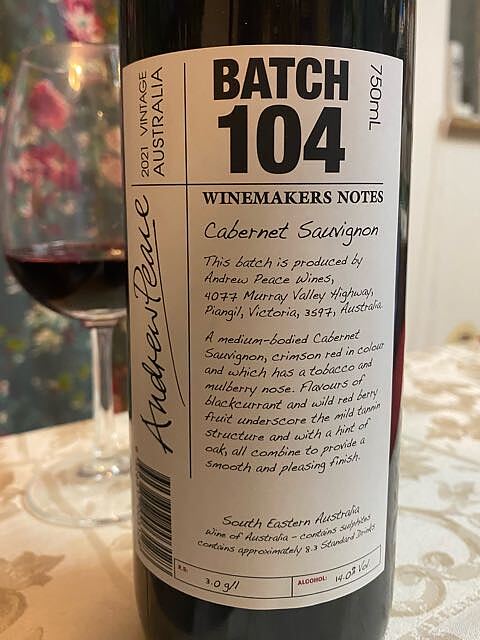 BATCH
104
750mL
2021 VINTAGE
AUSTRALIA
WINEMAKERS NOTES
Andrew Peace
Cabernet Sauvignon
This batch is produced by
Andrew Peace Wines,
4077 Murray Valley Highway,
Piangil, Victoria, 3597, Australia.
A medium-bodied Cabernet
Sauvignon, crimson red in colour
and which has a tobacco and
mulberry nose. Flavours of
blackcurrant and wild red berry
fruit underscore the mild tannin
structure and with a hint of
oak, all combine to provide a
smooth and pleasing finish.
South Eastern Australia
Wine of Australia - contains sulphites
contains approximately 8.3 Standard Drinks
R.S: 3.0 g/l
ALCOHOL: 14.0% Vol